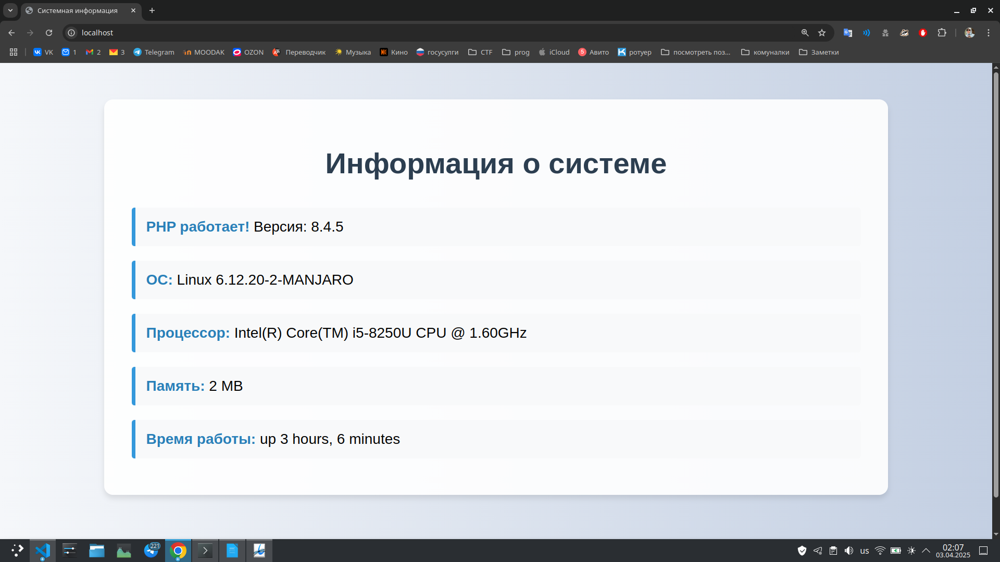 Системная информация
localhost
VK
1
2
3
Telegram
MOODAK
OZON
Переводчик
Музыка
Кино
госусулги
CTF
prog
iCloud
5
Авито
ротуер
посмотреть поз...
комуналки
Заметки
Информация о системе
PHP работает! Версия: 8.4.5
ОС: Linux 6.12.20-2-MANJARO
Процессор: Intel(R) Core(TM) i5-8250U CPU @ 1.60GHz
Память: 2 MB
Время работы: up 3 hours, 6 minutes
221
us
02:07
03.04.2025